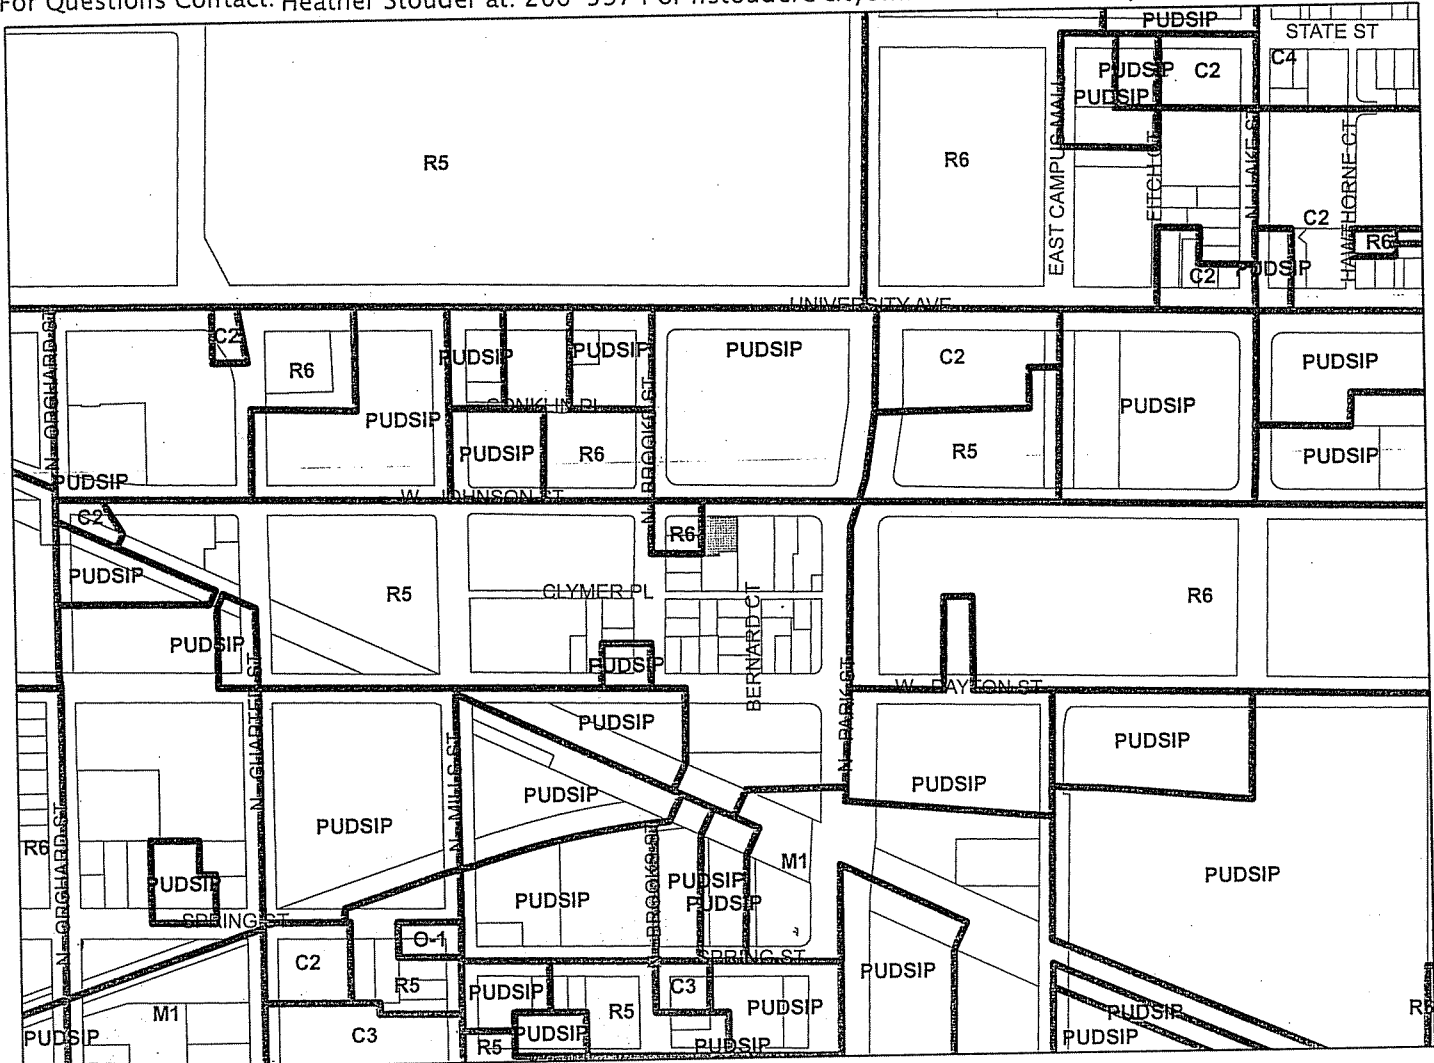 For Questions Contact: Heather Stouder at: 266-5974 or
PUDSIP
STATE ST
C4
PUDSIP
C2
PUDSIP
R5
R6
EAST CAMPUS MALL
FITCH CT
N LAKE ST
HAWTHORNE CT
C2
R6
C2
PUDSIP
UNIVERSITY AVE
N ORCHARD ST
C2
R6
PUDSIP
PUDSIP
PUDSIP
PUDSIP
C2
PUDSIP
PUDSIP
CONKLIN PL
PUDSIP
R6
N BROOKS ST
R5
PUDSIP
PUDSIP
W JOHNSON ST
C2
R6
PUDSIP
R5
CLYMER PL
BERNARD CT
R6
PUDSIP
PUDSIP
N CHARTER ST
N PARK ST
W DAYTON ST
PUDSIP
PUDSIP
N MILLS ST
PUDSIP
PUDSIP
PUDSIP
R6
N ORCHARD ST
M1
PUDSIP
PUDSIP
PUDSIP
PUDSIP
PUDSIP
N BROOKS ST
SPRING ST
O-1
SPRING ST
C2
R5
PUDSIP
C3
PUDSIP
PUDSIP
R5
M1
C3
PUDSIP
R5
PUDSIP
PUDSIP
PUDSIP
PUDSIP